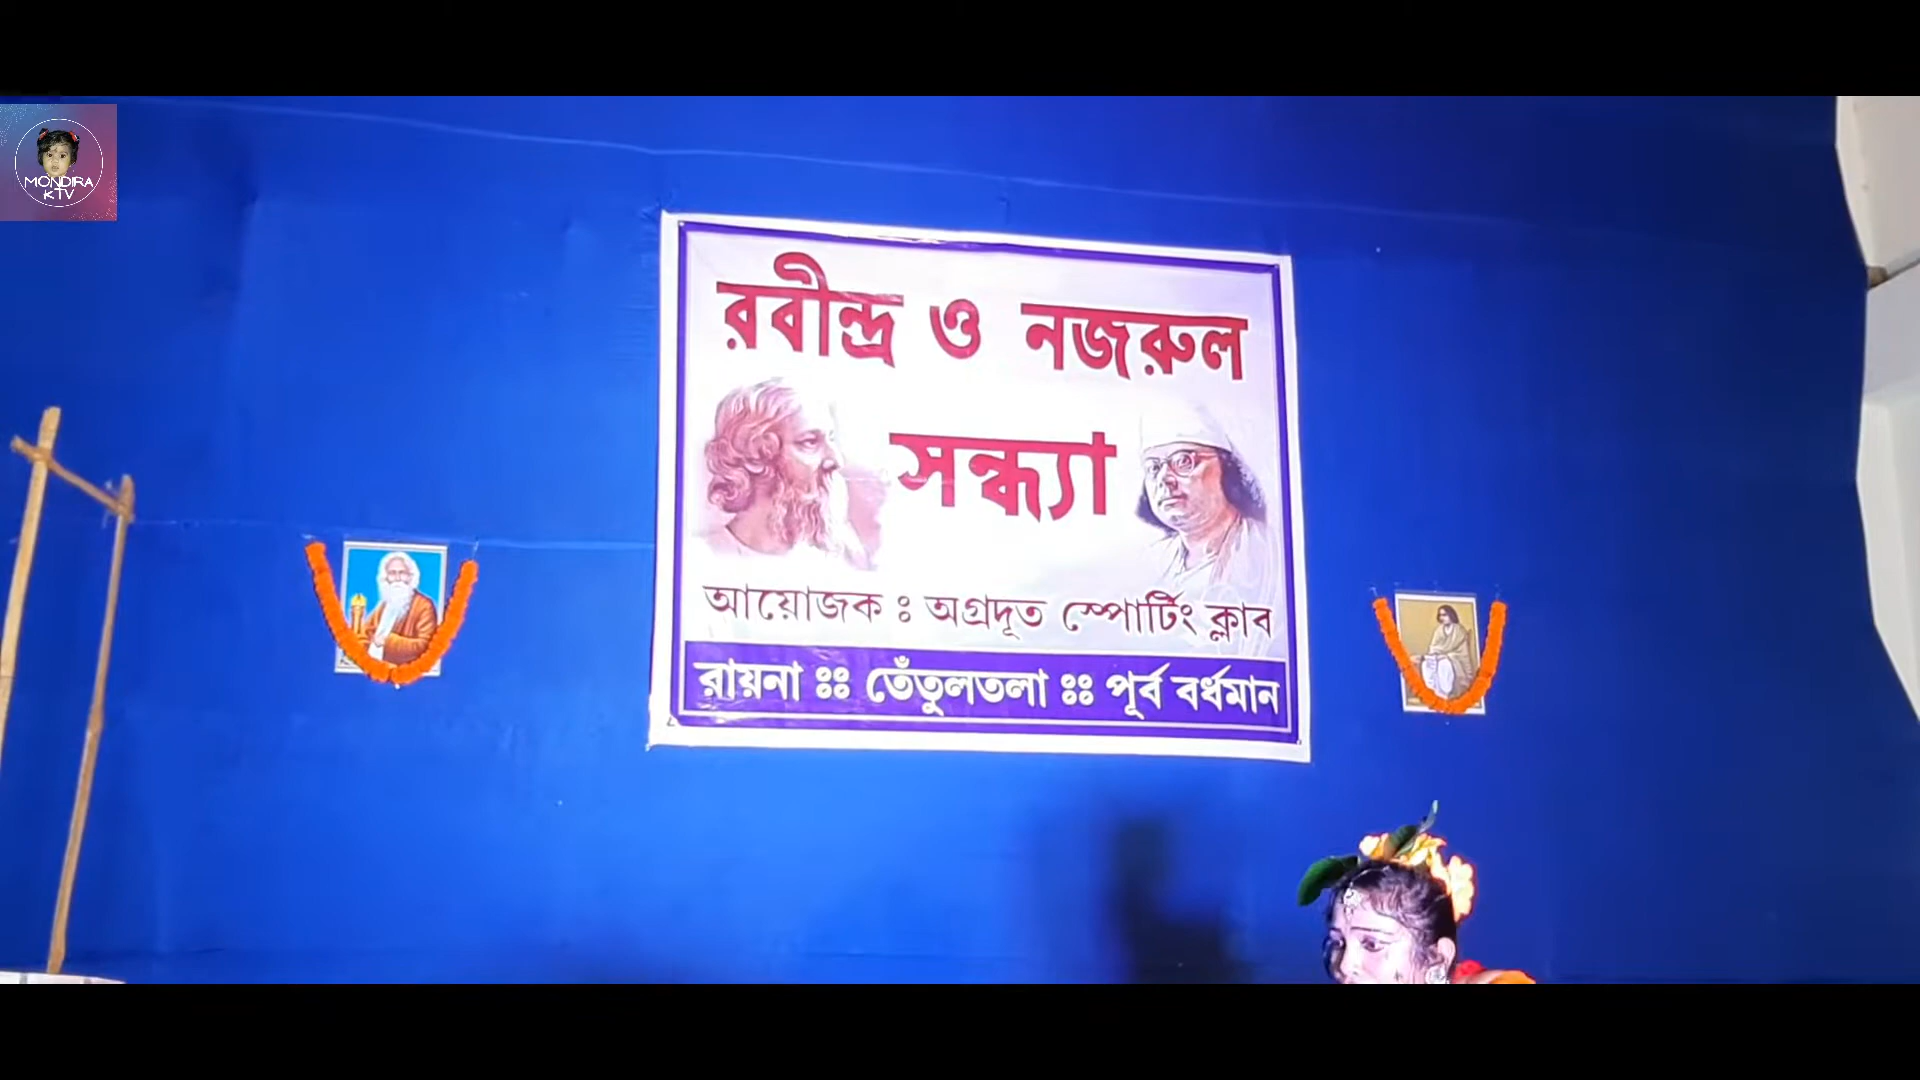 MONDIRA
KTV
রবীন্দ্র ও নজরুল
সন্ধ্যা
আয়োজক ঃ অগ্রদূত স্পোর্টিং ক্লাব
রায়না ঃঃ তেঁতুলতলা ঃঃ পূর্ব বর্ধমান